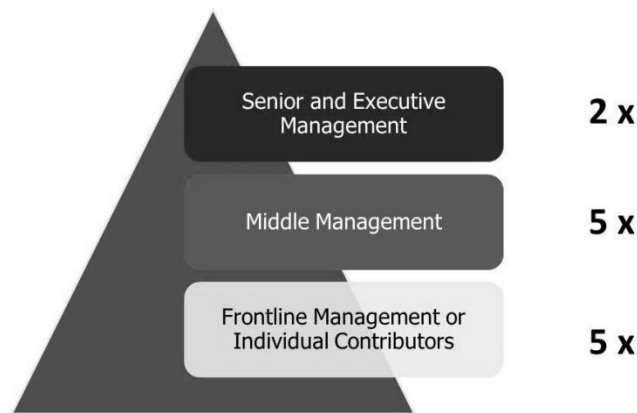 Senior and Executive
Management
2 x
Middle Management
5 x
Frontline Management or
Individual Contributors
5 x